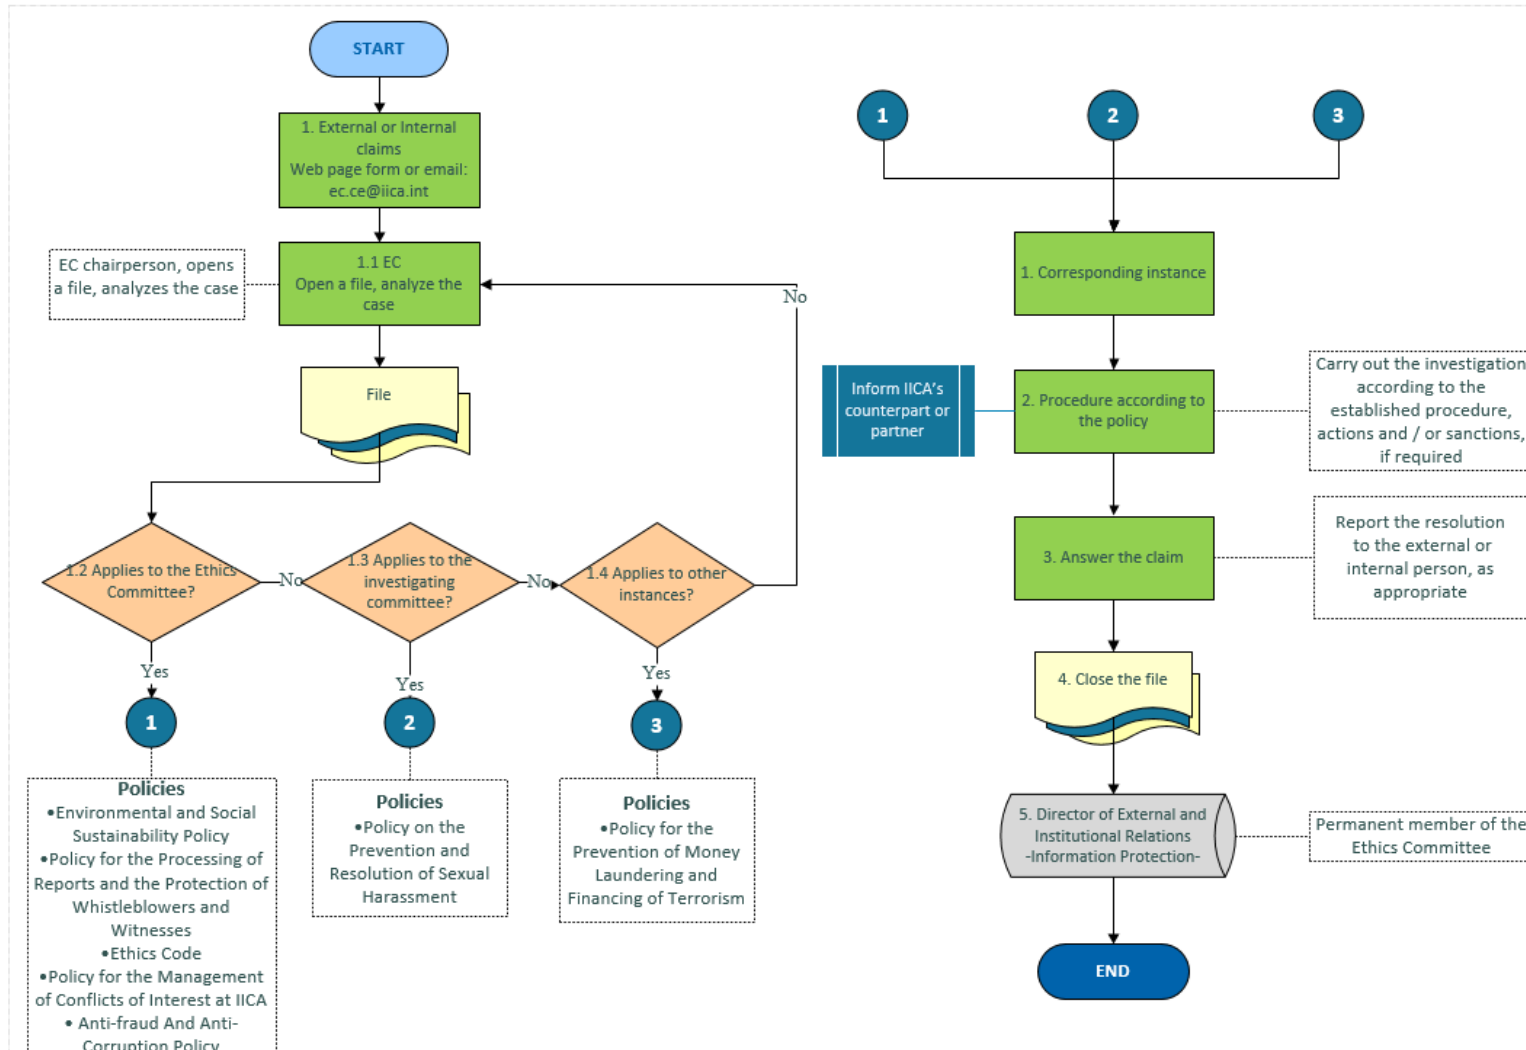 START
1. External or Internal
claims
Web page form or email:
ec.ce@iica.int
EC chairperson, opens
a file, analyzes the case
1.1 EC
Open a file, analyze the
case
No
File
1.2 Applies to the Ethics
Committee?
No
1.3 Applies to the
investigating
committee?
No
1.4 Applies to other
instances?
Yes
Yes
Yes
1
2
3
Policies
•Environmental and Social
Sustainability Policy
•Policy for the Processing of
Reports and the Protection of
Whistleblowers and
Witnesses
•Ethics Code
•Policy for the Management
of Conflicts of Interest at IICA
• Anti-fraud And Anti-
Corruption Policy
Policies
•Policy on the
Prevention and
Resolution of Sexual
Harassment
Policies
•Policy for the
Prevention of Money
Laundering and
Financing of Terrorism
1
2
3
1. Corresponding instance
Inform IICA's
counterpart or
partner
2. Procedure according to
the policy
Carry out the investigation
according to the
established procedure,
actions and / or sanctions,
if required
3. Answer the claim
Report the resolution
to the external or
internal person, as
appropriate
4. Close the file
5. Director of External and
Institutional Relations
-Information Protection-
Permanent member of the
Ethics Committee
END